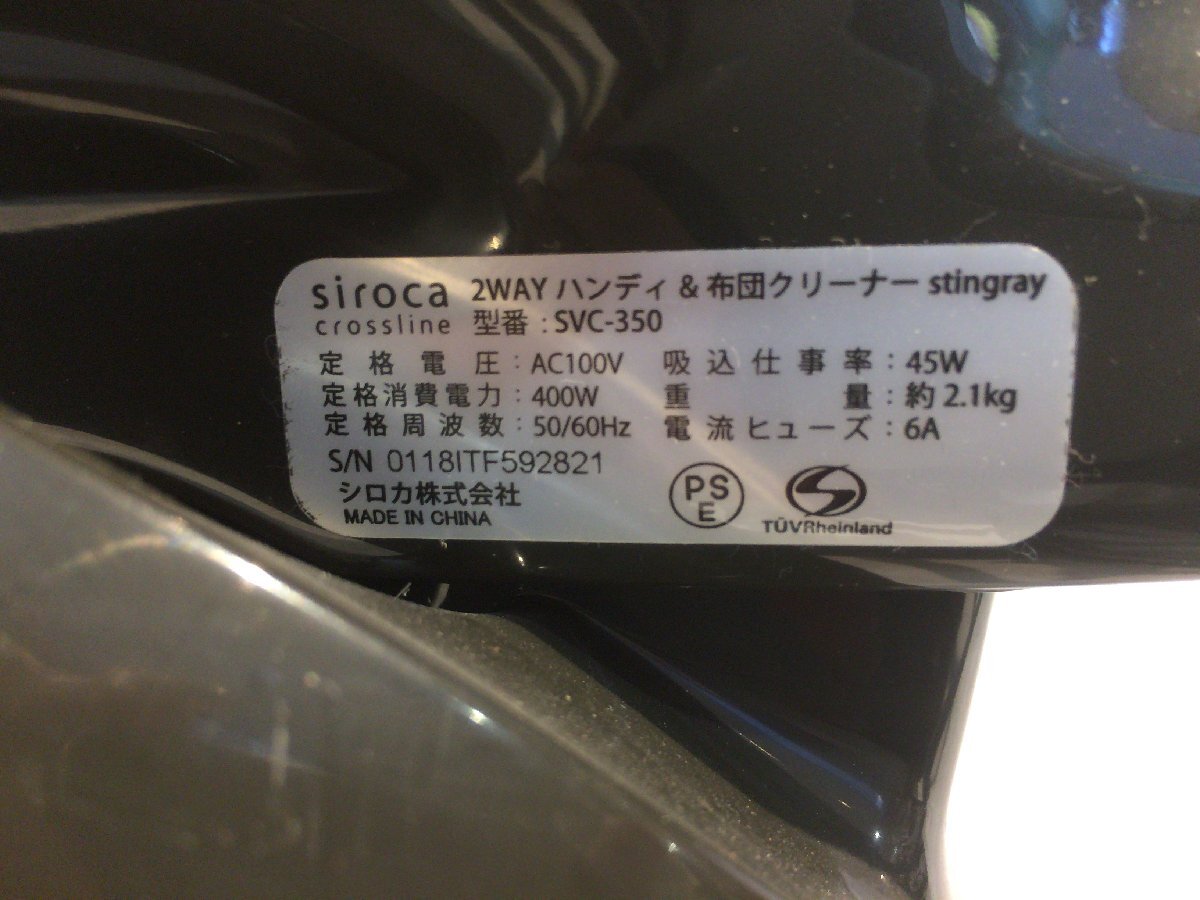 siroca 2WAY ハンディ & 布団クリーナー stingray
crossline 型番 : SVC-350
定格電圧 : AC100V 吸込仕事率 : 45W
定格消費電力 : 400W 重量 : 約 2.1kg
定格周波数 : 50/60Hz 電流ヒューズ : 6A
S/N 0118ITF592821
シロカ株式会社
MADE IN CHINA
PS
E
TÜVRheinland